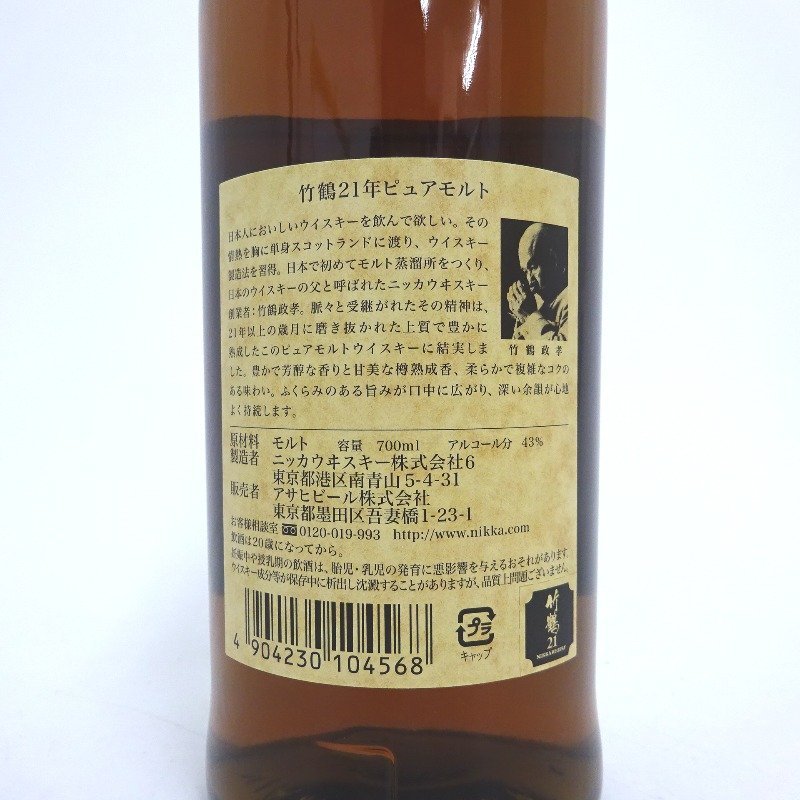 竹鶴21年ピュアモルト
日本人においしいウイスキーを飲んで欲しい。その
情熱を胸に単身スコットランドに渡り、ウイスキー
製造法を習得。日本で初めてモルト蒸溜所をつくり、
日本のウイスキーの父と呼ばれたニッカウヰスキー
創業者：竹鶴政孝。脈々と受継がれたその精神は、
21年以上の歳月に磨き抜かれた上質で豊かに
熟成したこのピュアモルトウイスキーに結実しま
した。豊かで芳醇な香りと甘美な樽熟成香、柔らかで複雑なコクの
ある味わい。ふくらみのある旨みが口中に広がり、深い余韻が心地
よく持続します。
竹鶴政孝
原材料 モルト 容量 700ml アルコール分 43%
製造者 ニッカウヰスキー株式会社6
東京都港区南青山5-4-31
販売者 アサヒビール株式会社
東京都墨田区吾妻橋1-23-1
お客様相談室 0120-019-993 http://www.nikka.com
飲酒は20歳になってから。
妊娠中や授乳期の飲酒は、胎児・乳児の発育に悪影響を与えるおそれがあります。
ウイスキー成分等が保存中に析出し沈澱することがありますが、品質上問題ございません。
4 904230 104568
プラ
キャップ
竹鶴
21
NIKKA WHISKY